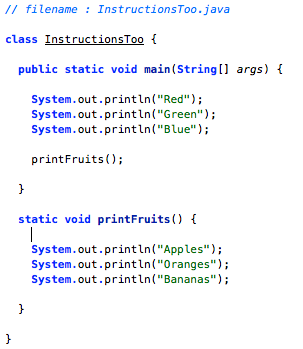 // filename : InstructionsToo.java
class InstructionsToo {
public static void main(String[] args) {
System.out.println("Red");
System.out.println("Green");
System.out.println("Blue");
printFruits();
}
static void printFruits() {
System.out.println("Apples");
System.out.println("Oranges");
System.out.println("Bananas");
}
}